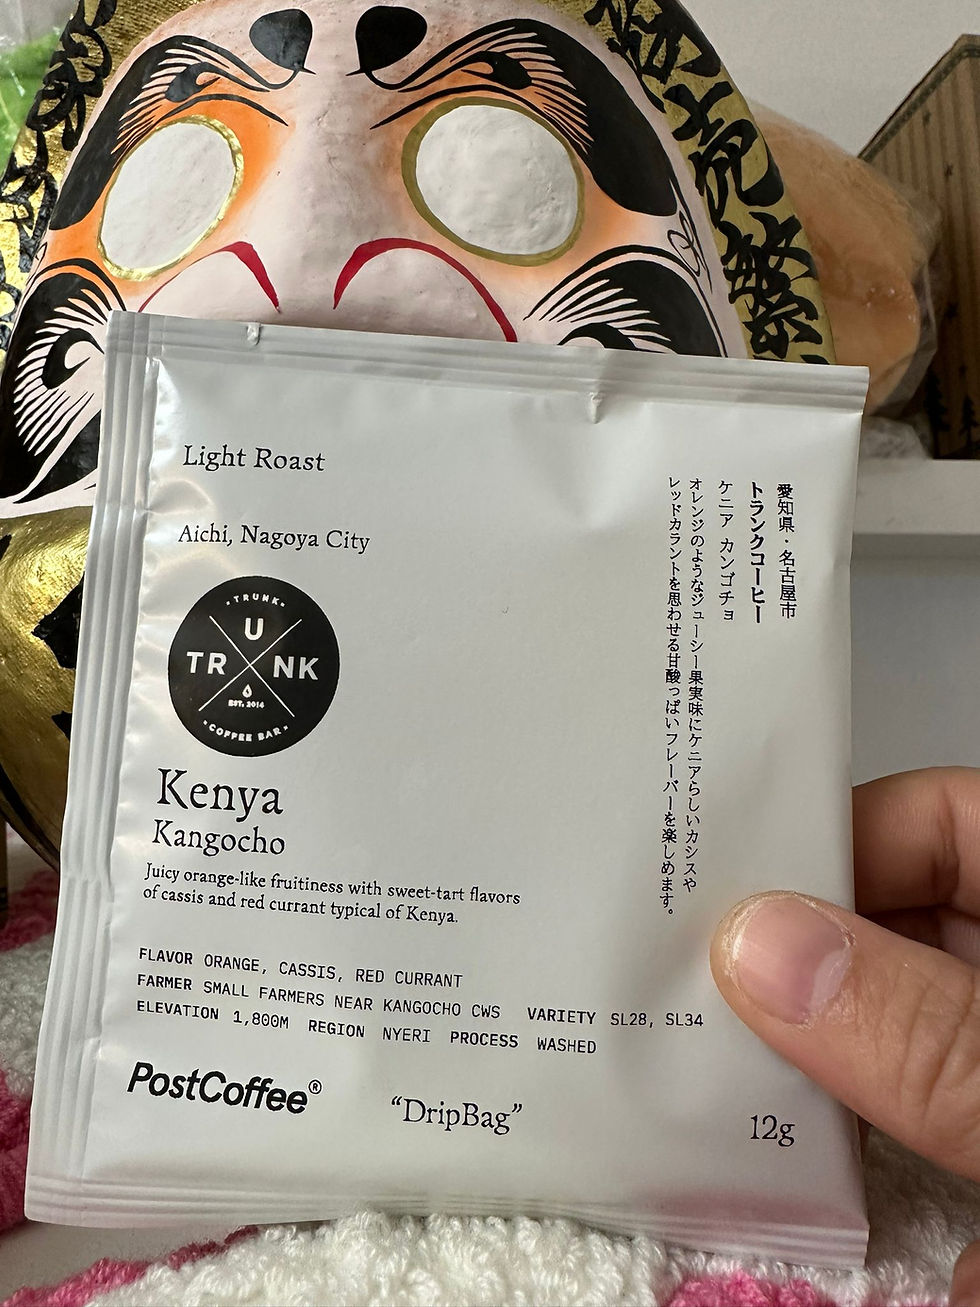 Light Roast
Aichi, Nagoya City
TRUNK
U
TR NK
EST. 2014
COFFEE BAR
Kenya
Kangocho
Juicy orange-like fruitiness with sweet-tart flavors
of cassis and red currant typical of Kenya.
FLAVOR ORANGE, CASSIS, RED CURRANT
FARMER SMALL FARMERS NEAR KANGOCHO CWS VARIETY SL28, SL34
ELEVATION 1,800M REGION NYERI PROCESS WASHED
PostCoffee®
“DripBag”
12g
愛知県・名古屋市
トランクコーヒー
ケニア カンゴチョ
オレンジのようなジューシー果実味にケニアらしいカシスや
レッドカラントを思わせる甘酸っぱいフレーバーを楽しめます。